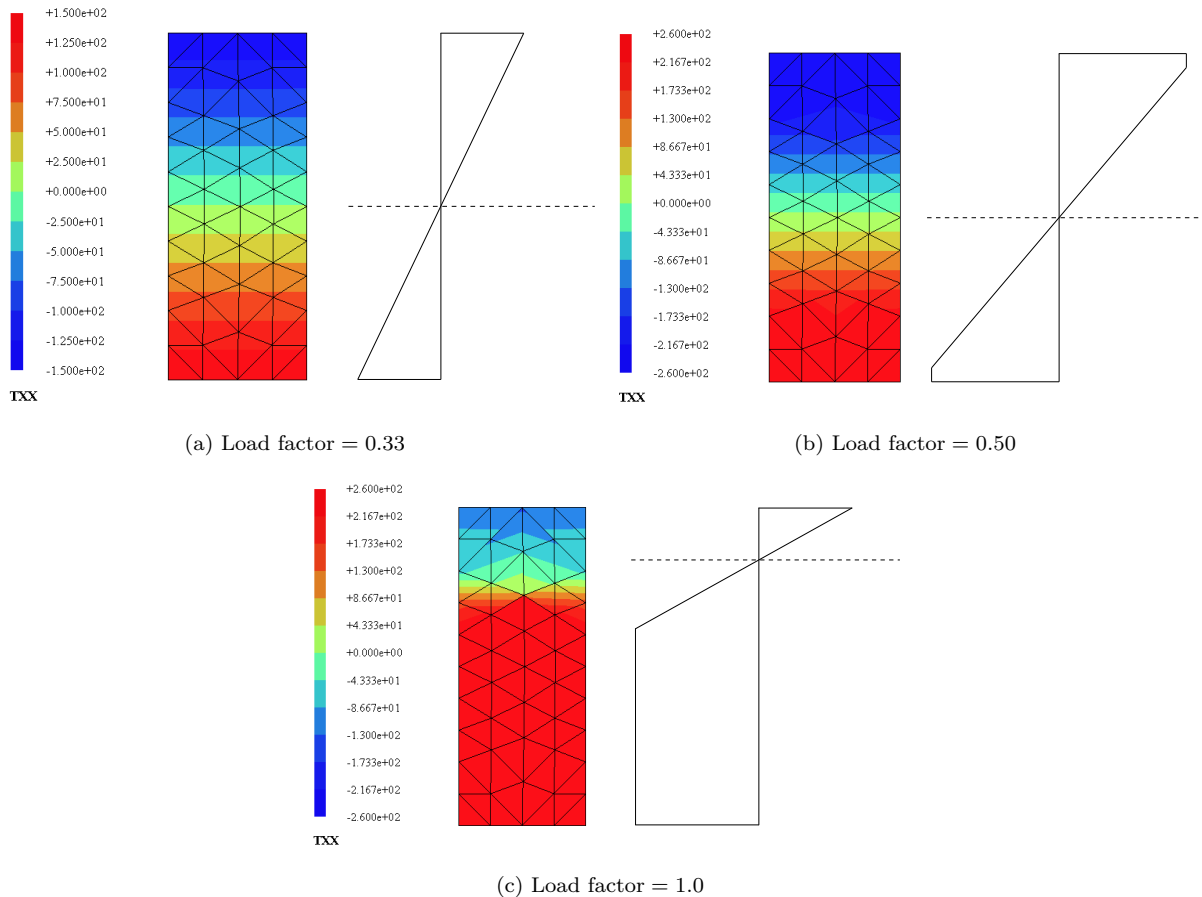 +1.500e+02
+1.250e+02
+1.000e+02
+7.500e+01
+5.000e+01
+2.500e+01
+0.000e+00
-2.500e+01
-5.000e+01
-7.500e+01
-1.000e+02
-1.250e+02
-1.500e+02
TXX
(a) Load factor = 0.33
+2.600e+02
+2.167e+02
+1.733e+02
+1.300e+02
+8.667e+01
+4.333e+01
+0.000e+00
-4.333e+01
-8.667e+01
-1.300e+02
-1.733e+02
-2.167e+02
-2.600e+02
TXX
(b) Load factor = 0.50
+2.600e+02
+2.167e+02
+1.733e+02
+1.300e+02
+8.667e+01
+4.333e+01
+0.000e+00
-4.333e+01
-8.667e+01
-1.300e+02
-1.733e+02
-2.167e+02
-2.600e+02
TXX
(c) Load factor = 1.0